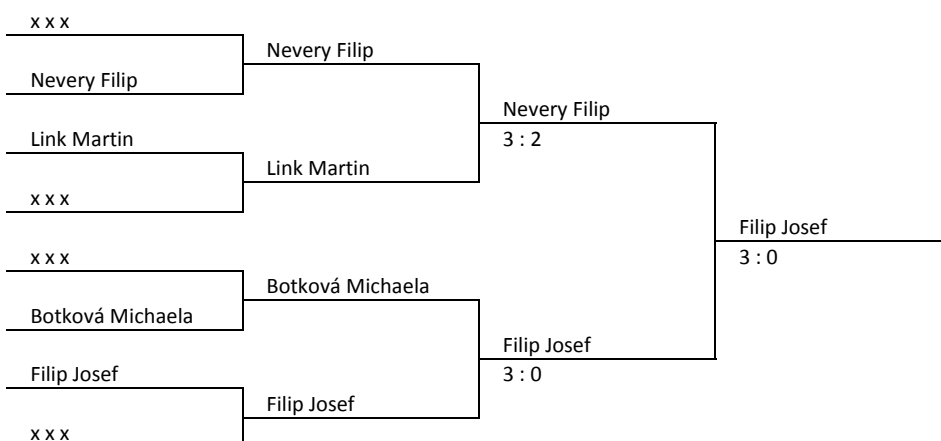 x x x
Nevery Filip
Nevery Filip
Nevery Filip
Link Martin
3 : 2
Link Martin
x x x
Filip Josef
x x x
3 : 0
Botková Michaela
Botková Michaela
Filip Josef
Filip Josef
3 : 0
Filip Josef
x x x